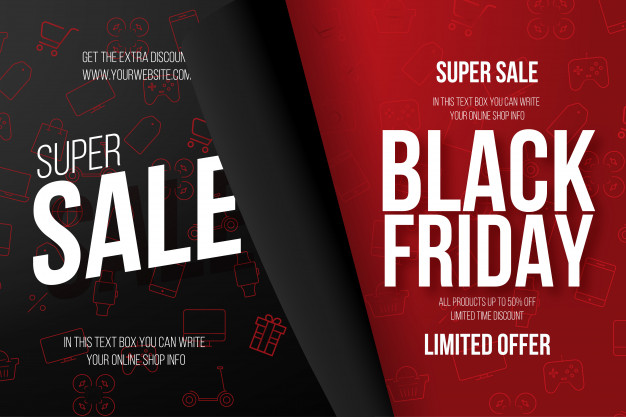 GET THE EXTRA DISCOUN
WWW.YOURWEBSITE.COM
SUPER
SALE
IN THIS TEXT BOX YOU CAN WRITE
YOUR ONLINE SHOP INFO
SUPER SALE
IN THIS TEXT BOX YOU CAN WRITE
YOUR ONLINE SHOP INFO
BLACK
FRIDAY
ALL PRODUCTS UP TO 50% OFF
LIMITED TIME DISCOUNT
LIMITED OFFER